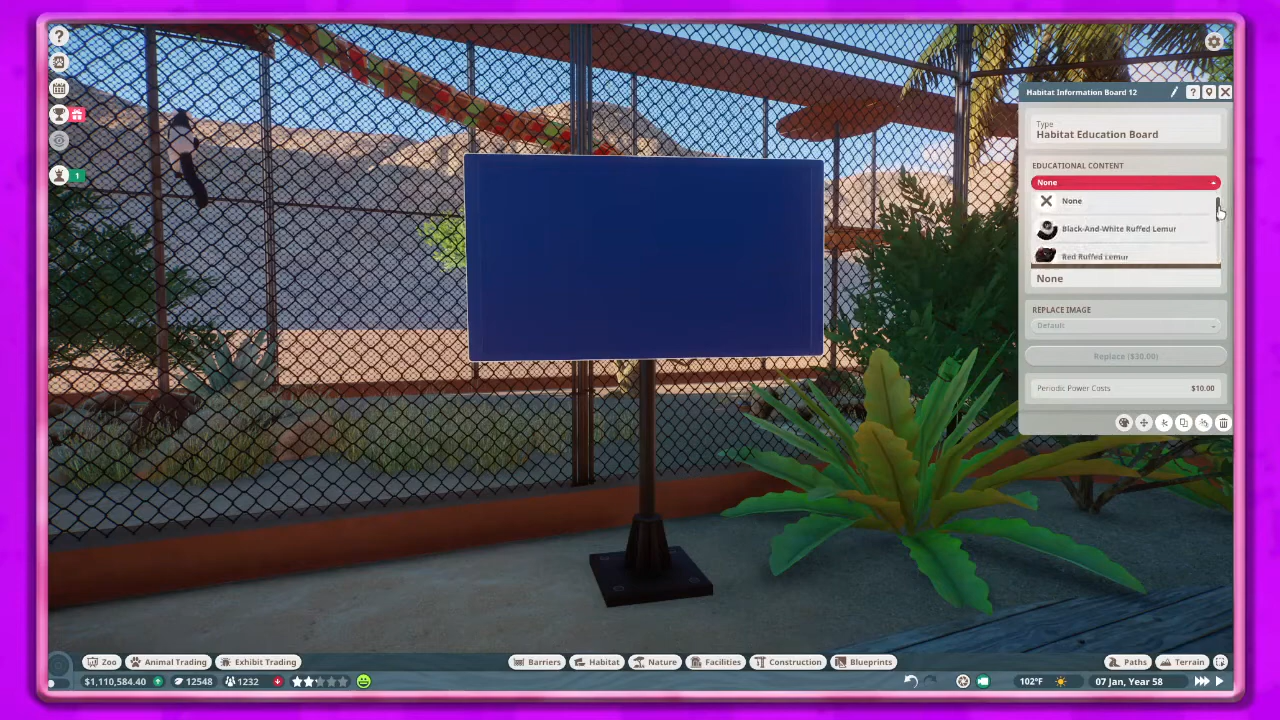 Habitat Information Board 12
?
?
Type
Habitat Education Board
EDUCATIONAL CONTENT
None
None
Black-And-White Ruffed Lemur
Red Ruffed Lemur
None
REPLACE IMAGE
Default
Replace ($30.00)
Periodic Power Costs $10.00
1
Zoo Animal Trading Exhibit Trading Barriers Habitat Nature Facilities Construction Blueprints Paths Terrain
$1,110,584.40 12548 1232 102°F 07 Jan, Year 58